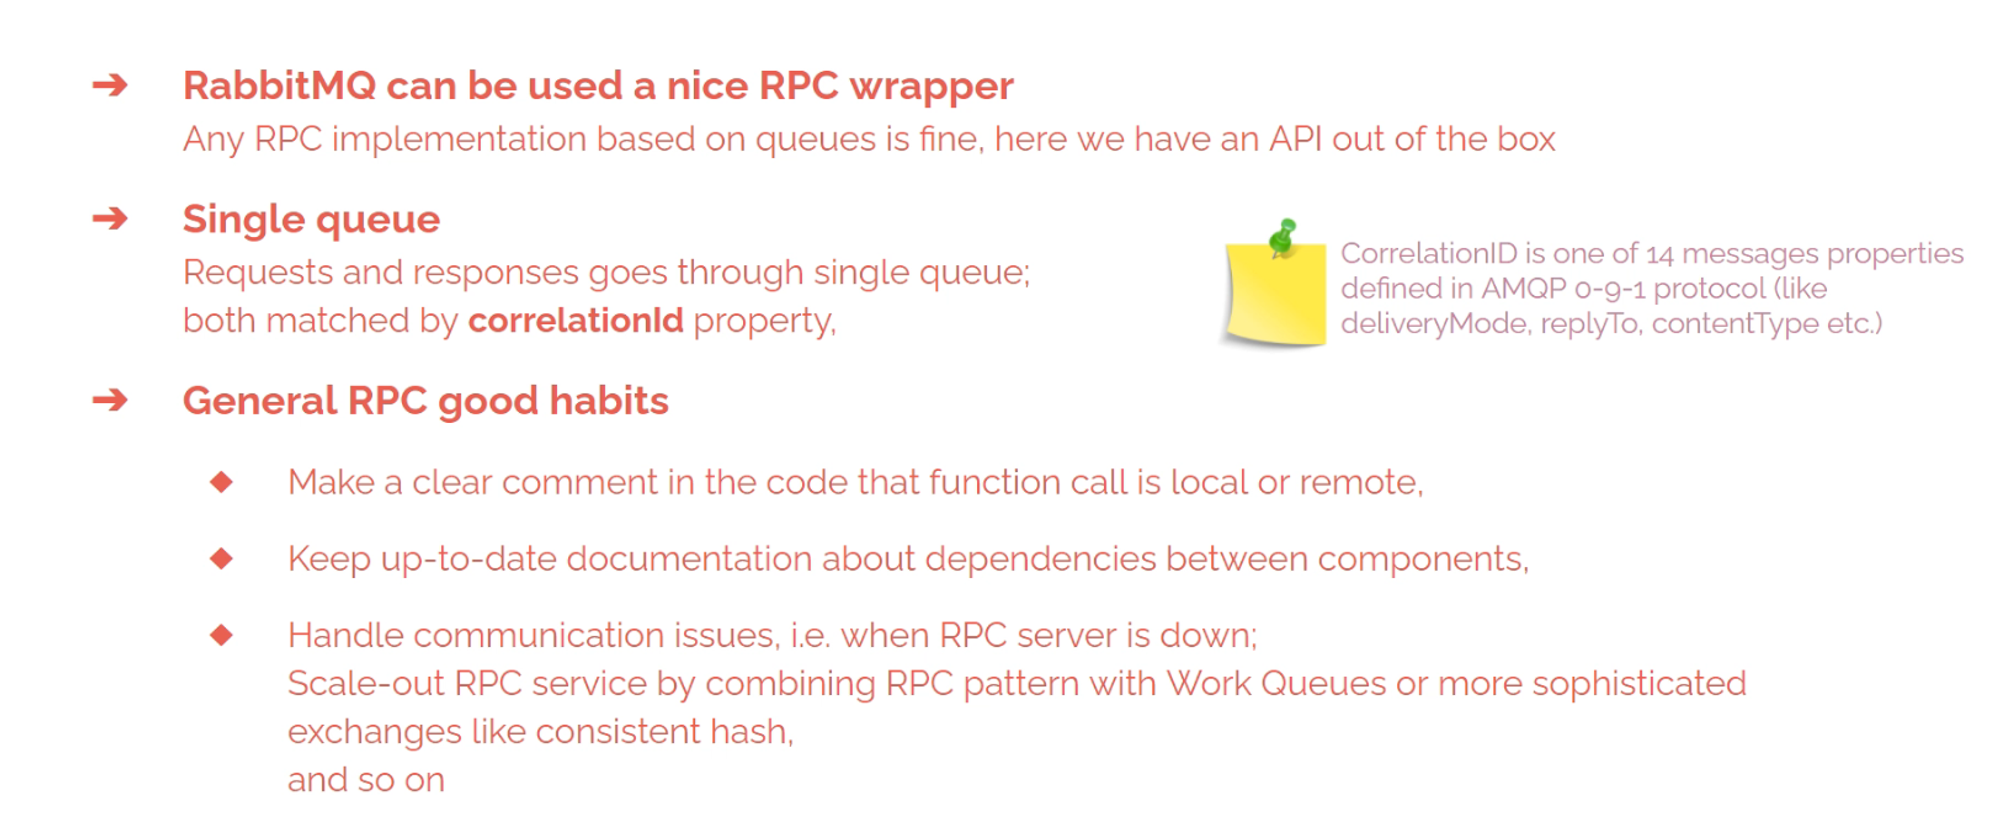 ➔ RabbitMQ can be used a nice RPC wrapper
Any RPC implementation based on queues is fine, here we have an API out of the box
➔ Single queue
Requests and responses goes through single queue;
both matched by correlationId property,
CorrelationID is one of 14 messages properties
defined in AMQP 0-9-1 protocol (like
deliveryMode, replyTo, contentType etc.)
➔ General RPC good habits
◆ Make a clear comment in the code that function call is local or remote,
◆ Keep up-to-date documentation about dependencies between components,
◆ Handle communication issues, i.e. when RPC server is down;
Scale-out RPC service by combining RPC pattern with Work Queues or more sophisticated
exchanges like consistent hash,
and so on